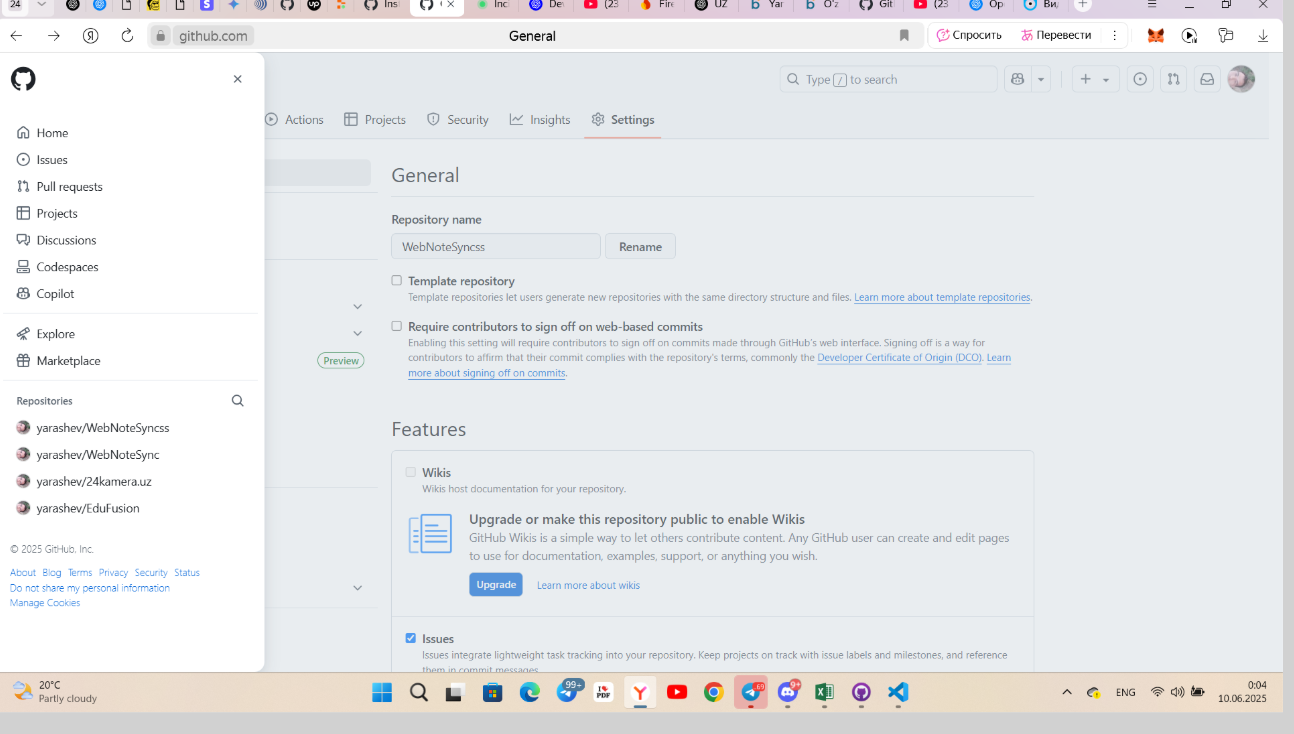 24
Ins
С
Incl
Dev
(23
Fire
UZ
Yar
O'z
Git
(23
Op
Ви
github.com
General
Спросить
Перевести
Type / to search
Actions
Projects
Security
Insights
Settings
Home
Issues
Pull requests
Projects
Discussions
Codespaces
Copilot
Explore
Marketplace
Repositories
yarashev/WebNoteSyncss
yarashev/WebNoteSync
yarashev/24kamera.uz
yarashev/EduFusion
© 2025 GitHub, Inc.
About Blog Terms Privacy Security Status
Do not share my personal information
Manage Cookies
Preview
General
Repository name
WebNoteSyncss
Rename
Template repository
Template repositories let users generate new repositories with the same directory structure and files. Learn more about template repositories.
Require contributors to sign off on web-based commits
Enabling this setting will require contributors to sign off on commits made through GitHub's web interface. Signing off is a way for
contributors to affirm that their commit complies with the repository's terms, commonly the Developer Certificate of Origin (DCO). Learn
more about signing off on commits.
Features
Wikis
Wikis host documentation for your repository.
Upgrade or make this repository public to enable Wikis
GitHub Wikis is a simple way to let others contribute content. Any GitHub user can create and edit pages
to use for documentation, examples, support, or anything you wish.
Upgrade
Learn more about wikis
Issues
Issues integrate lightweight task tracking into your repository. Keep projects on track with issue labels and milestones, and reference
them in commit messages.
20°C
Partly cloudy
99+
I PDF
9+
ENG
0:04
10.06.2025